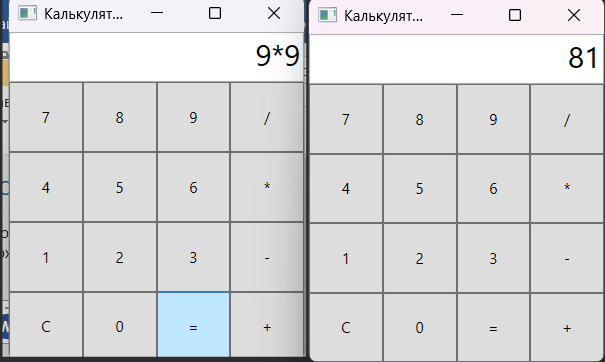 Калькулят...
9*9
7 8 9 /
4 5 6 *
1 2 3 -
C 0 = +
Калькулят...
81
7 8 9 /
4 5 6 *
1 2 3 -
C 0 = +